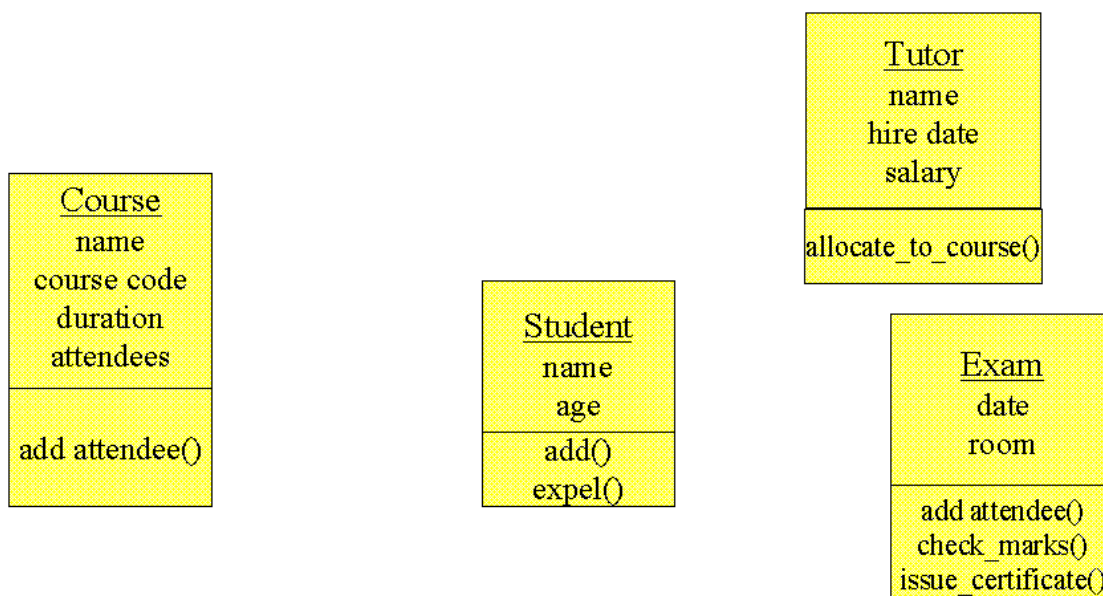 Tutor
name
hire date
salary
allocate_to_course()
Course
name
course code
duration
attendees
add attendee()
Student
name
age
add()
expel()
Exam
date
room
add attendee()
check_marks()
issue_certificate()